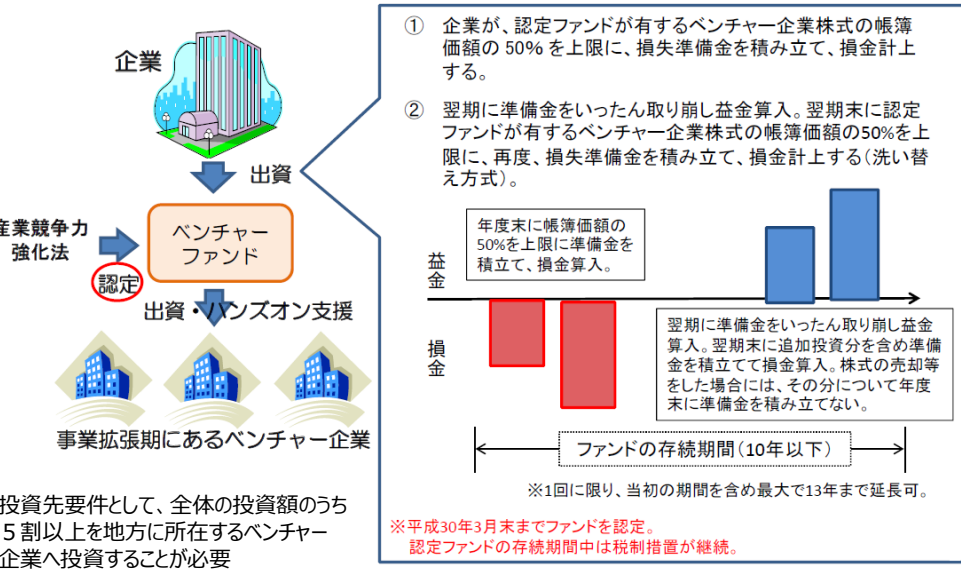 企業
出資
産業競争力
強化法
認定
ベンチャー
ファンド
出資・ハンズオン支援
事業拡張期にあるベンチャー企業
投資先要件として、全体の投資額のうち
５割以上を地方に所在するベンチャー
企業へ投資することが必要
① 企業が、認定ファンドが有するベンチャー企業株式の帳簿
価額の 50% を上限に、損失準備金を積み立て、損金計上
する。
② 翌期に準備金をいったん取り崩し益金算入。翌期末に認定
ファンドが有するベンチャー企業株式の帳簿価額の50%を上
限に、再度、損失準備金を積み立て、損金計上する(洗い替
え方式)。
年度末に帳簿価額の
50%を上限に準備金を
積立て、損金算入。
益金
損金
翌期に準備金をいったん取り崩し益金
算入。翌期末に追加投資分を含め準備
金を積立てて損金算入。株式の売却等
をした場合には、その分について年度
末に準備金を積み立てない。
ファンドの存続期間(10年以下)
※1回に限り、当初の期間を含め最大で13年まで延長可。
※平成30年3月末までファンドを認定。
認定ファンドの存続期間中は税制措置が継続。